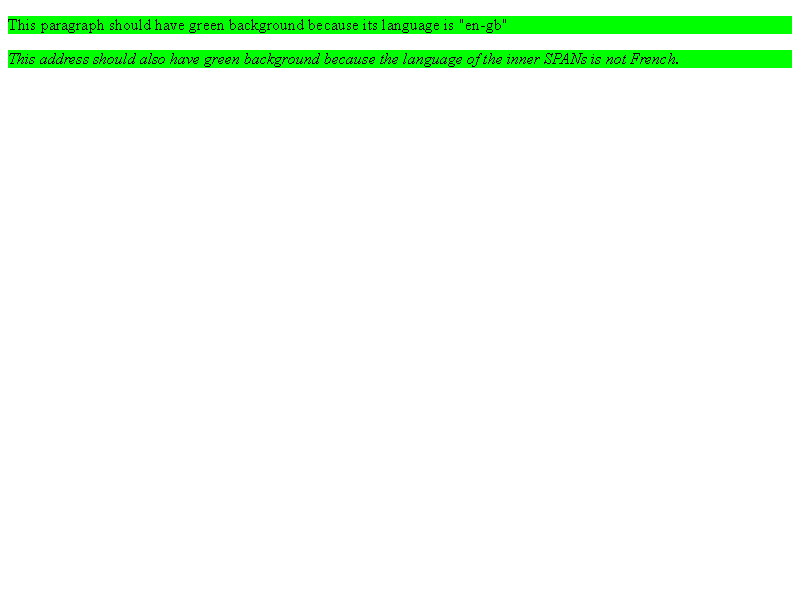 This paragraph should have green background because its language is "en-gb"
This address should also have green background because the language of the inner SPANs is not French.